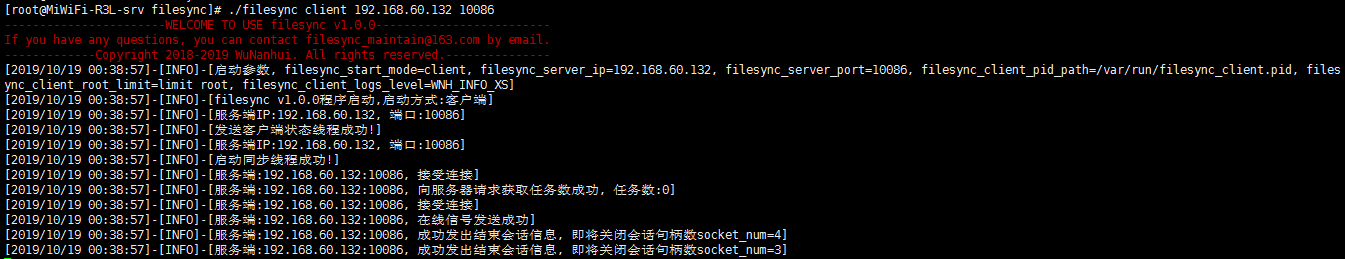 [root@MiWiFi-R3L-srv filesync]# ./filesync client 192.168.60.132 10086
-----------------------WELCOME TO USE filesync v1.0.0-----------------------
If you have any questions, you can contact filesync_maintain@163.com by email.
-------------Copyright 2018-2019 WuNanhui. All rights reserved.---------------
[2019/10/19 00:38:57]-[INFO]-[启动参数, filesync_start_mode=client, filesync_server_ip=192.168.60.132, filesync_server_port=10086, filesync_client_pid_path=/var/run/filesync_client.pid, files
ync_client_root_limit=limit root, filesync_client_logs_level=WNH_INFO_XS]
[2019/10/19 00:38:57]-[INFO]-[filesync v1.0.0程序启动,启动方式:客户端]
[2019/10/19 00:38:57]-[INFO]-[服务端IP:192.168.60.132, 端口:10086]
[2019/10/19 00:38:57]-[INFO]-[发送客户端状态线程成功!]
[2019/10/19 00:38:57]-[INFO]-[服务端IP:192.168.60.132, 端口:10086]
[2019/10/19 00:38:57]-[INFO]-[启动同步线程成功!]
[2019/10/19 00:38:57]-[INFO]-[服务端:192.168.60.132:10086, 接受连接]
[2019/10/19 00:38:57]-[INFO]-[服务端:192.168.60.132:10086, 向服务器请求获取任务数成功, 任务数:0]
[2019/10/19 00:38:57]-[INFO]-[服务端:192.168.60.132:10086, 接受连接]
[2019/10/19 00:38:57]-[INFO]-[服务端:192.168.60.132:10086, 在线信号发送成功]
[2019/10/19 00:38:57]-[INFO]-[服务端:192.168.60.132:10086, 成功发出结束会话信息, 即将关闭会话句柄数socket_num=4]
[2019/10/19 00:38:57]-[INFO]-[服务端:192.168.60.132:10086, 成功发出结束会话信息, 即将关闭会话句柄数socket_num=3]